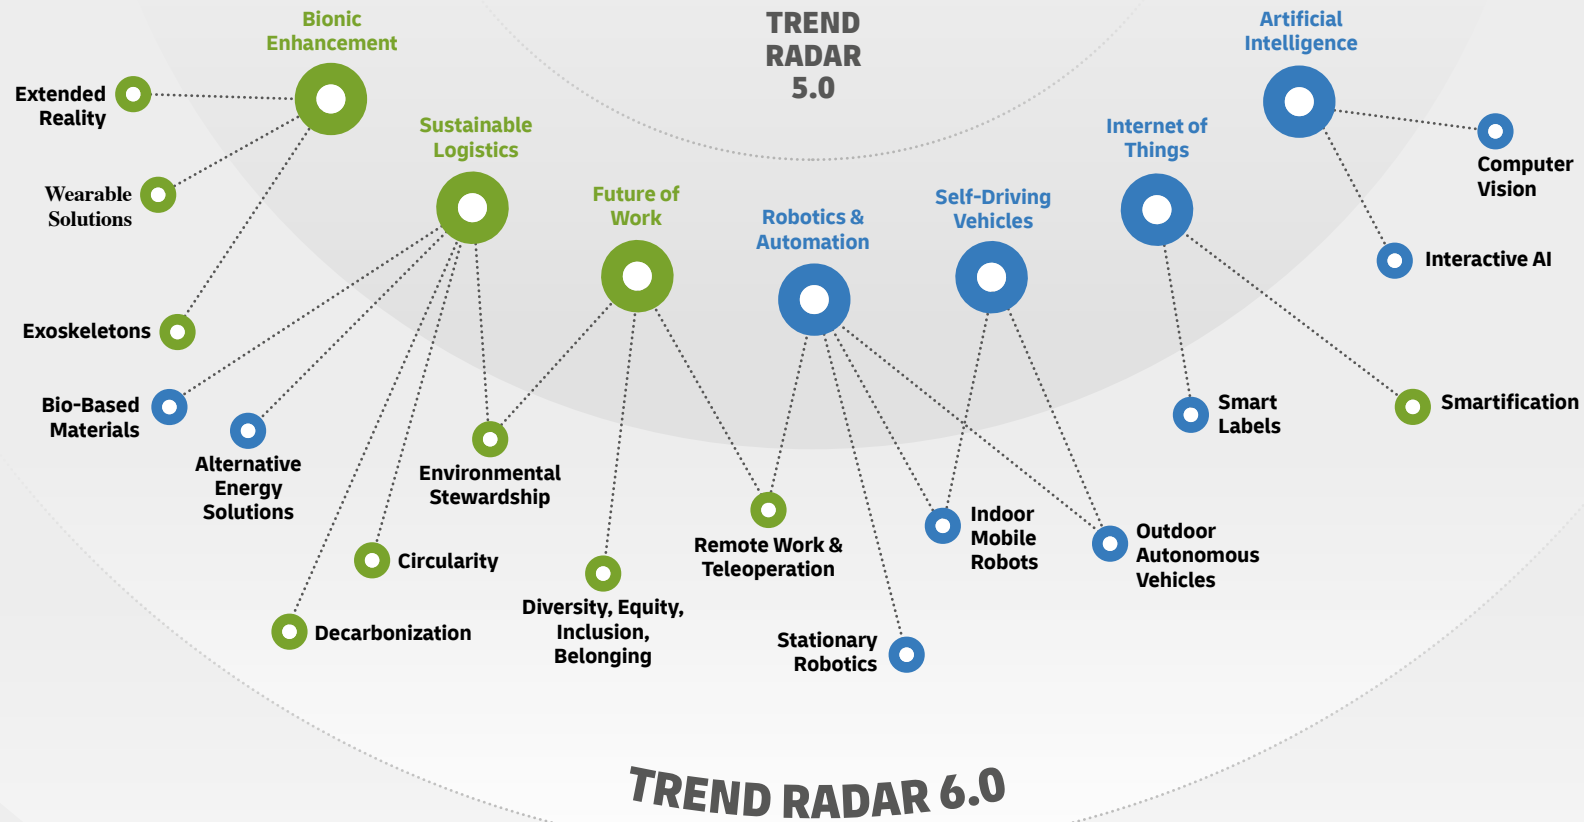 TREND
RADAR
5.0
Bionic
Enhancement
Artificial
Intelligence
Extended
Reality
Sustainable
Logistics
Internet of
Things
Computer
Vision
Wearable
Solutions
Future of
Work
Robotics &
Automation
Self-Driving
Vehicles
Interactive AI
Exoskeletons
Bio-Based
Materials
Alternative
Energy
Solutions
Environmental
Stewardship
Smart
Labels
Smartification
Circularity
Decarbonization
Diversity, Equity,
Inclusion,
Belonging
Remote Work &
Teleoperation
Stationary
Robotics
Indoor
Mobile
Robots
Outdoor
Autonomous
Vehicles
TREND RADAR 6.0